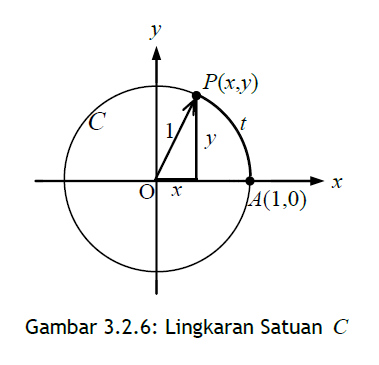 y
P(x,y)
C
1
y
t
x
O
x
A(1,0)
Gambar 3.2.6: Lingkaran Satuan C